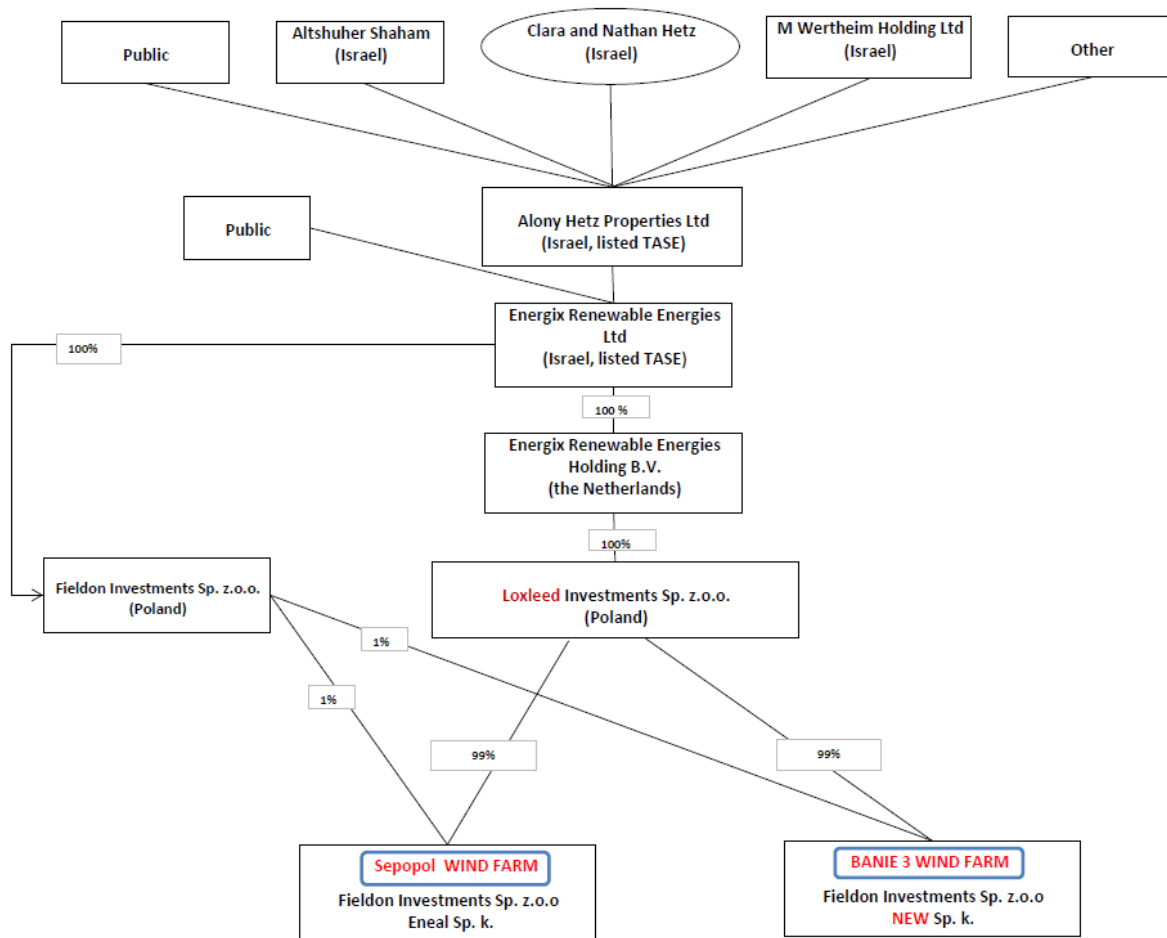 Public
Altshuher Shaham
(Israel)
Clara and Nathan Hetz
(Israel)
M Wertheim Holding Ltd
(Israel)
Other
Alony Hetz Properties Ltd
(Israel, listed TASE)
Public
Energix Renewable Energies
Ltd
(Israel, listed TASE)
100%
100 %
Energix Renewable Energies
Holding B.V.
(the Netherlands)
100%
Fieldon Investments Sp. z.o.o.
(Poland)
Loxleed Investments Sp. z.o.o.
(Poland)
1%
1%
99%
99%
Sepopol WIND FARM
Fieldon Investments Sp. z.o.o
Eneal Sp. k.
BANIE 3 WIND FARM
Fieldon Investments Sp. z.o.o
NEW Sp. k.